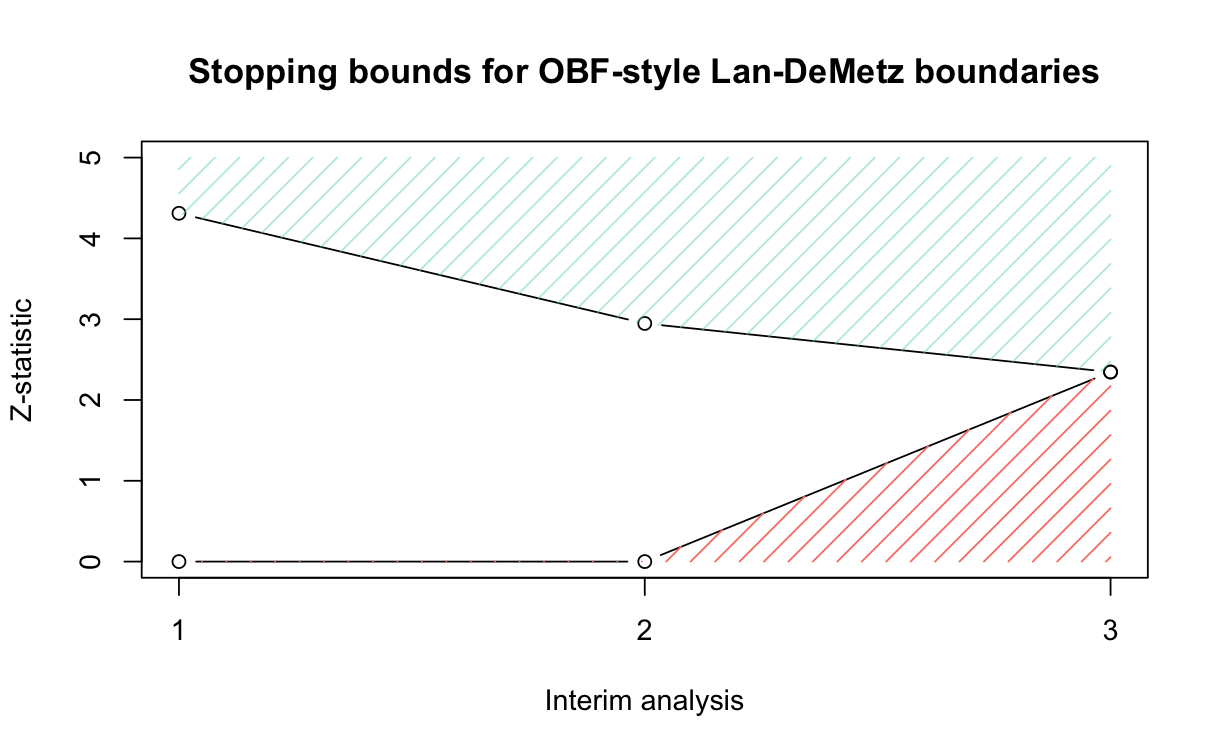 Stopping bounds for OBF-style Lan-DeMetz boundaries
5
4
3
2
1
0
Z-statistic
1 2 3
Interim analysis